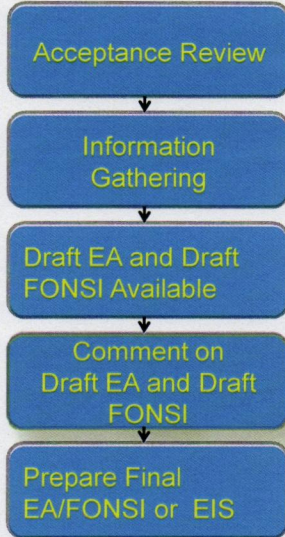 Acceptance Review
Information
Gathering
Draft EA and Draft
FONSI Available
Comment on
Draft EA and Draft
FONSI
Prepare Final
EA/FONSI or EIS